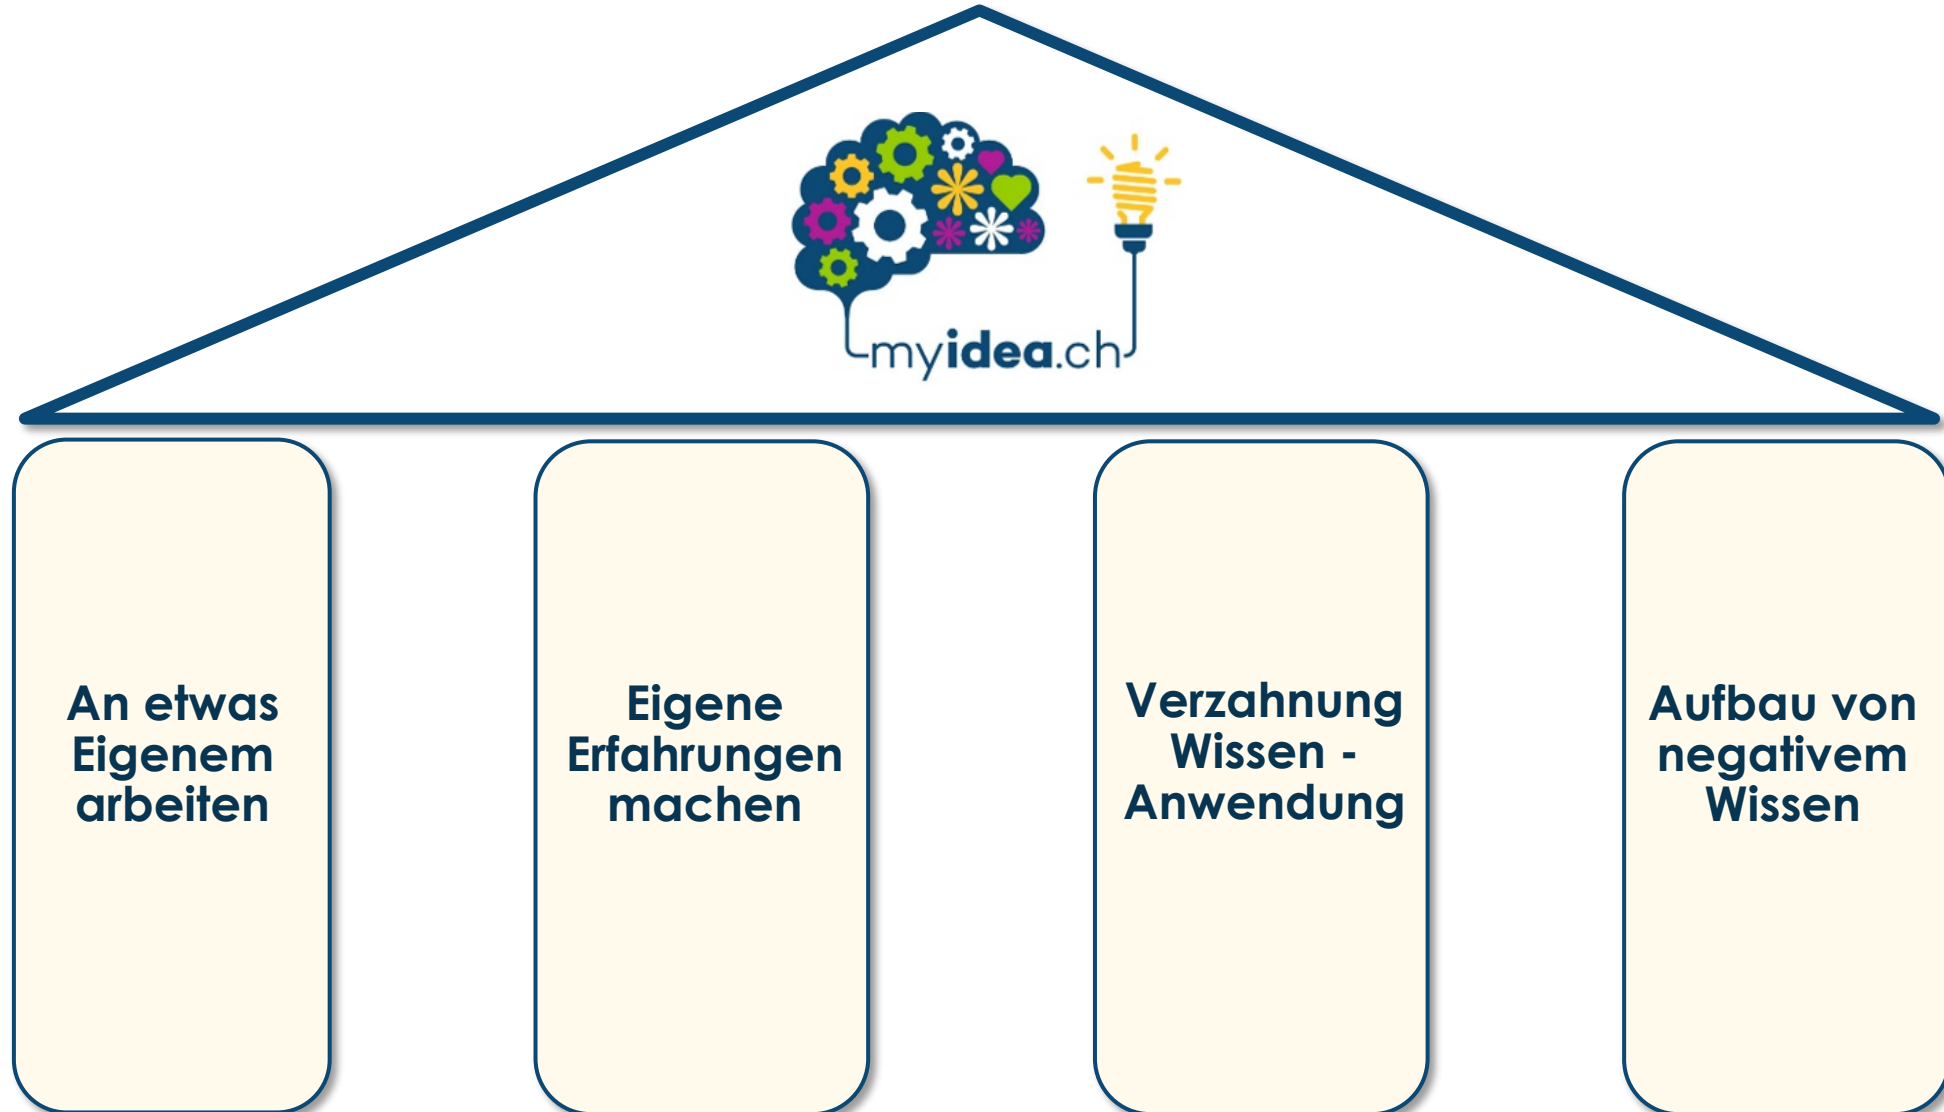 myidea.ch
An etwas
Eigenem
arbeiten
Eigene
Erfahrungen
machen
Verzahnung
Wissen -
Anwendung
Aufbau von
negativem
Wissen